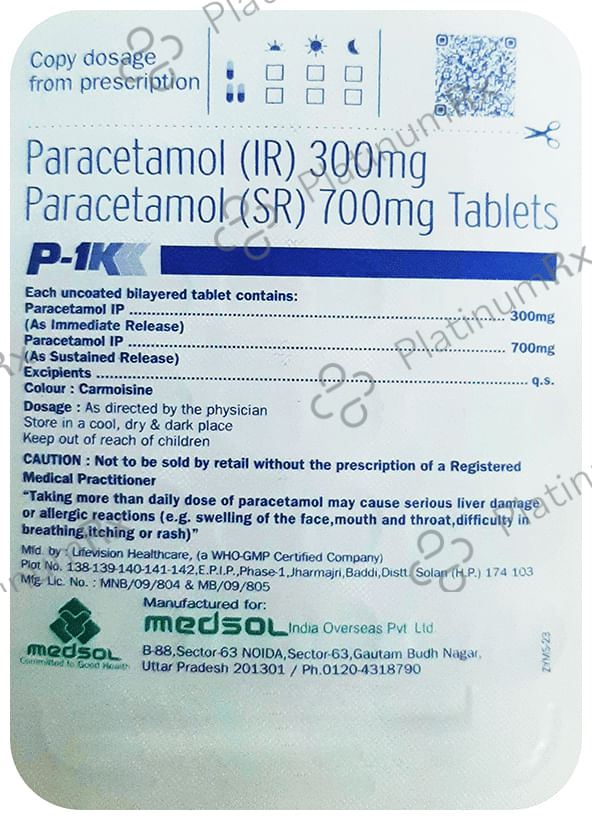 Copy dosage
from prescription
Paracetamol (IR) 300mg
Paracetamol (SR) 700mg Tablets
P-1K
Each uncoated bilayered tablet contains:
Paracetamol IP ........................................ 300mg
(As Immediate Release)
Paracetamol IP ........................................ 700mg
(As Sustained Release)
Excipients ........................................ q.s.
Colour : Carmoisine
Dosage : As directed by the physician
Store in a cool, dry & dark place
Keep out of reach of children
CAUTION : Not to be sold by retail without the prescription of a Registered
Medical Practitioner
“Taking more than daily dose of paracetamol may cause serious liver damage
or allergic reactions (e.g. swelling of the face,mouth and throat,difficulty in
breathing,itching or rash)”
Mfd. by : Lifevision Healthcare, (a WHO-GMP Certified Company)
Plot No. 138-139-140-141-142,E.P.I.P.,Phase-1,Jharmajri,Baddi,Distt. Solan (H.P.) 174 103
Mfg. Lic. No. : MNB/09/804 & MB/09/805
Manufactured for:
medsol India Overseas Pvt. Ltd.
B-88,Sector-63 NOIDA,Sector-63,Gautam Budh Nagar,
Uttar Pradesh 201301 / Ph.0120-4318790
medsol
Committed to Good Health
ZYMS-23
PlatinumRx
PlatinumRx
PlatinumRx